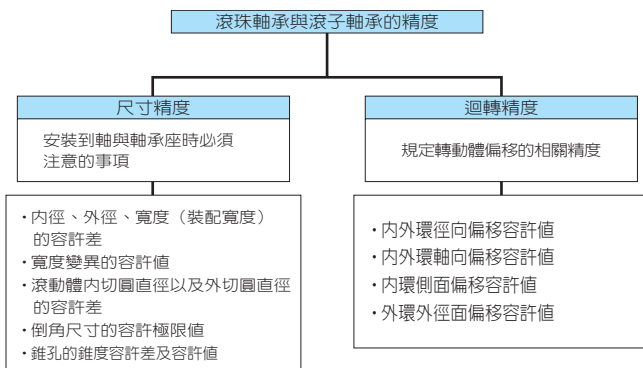 滾珠軸承與滾子軸承的精度
尺寸精度
安裝到軸與軸承座時必須
注意的事項
・內徑、外徑、寬度（裝配寬度）
的容許差
・寬度變異的容許值
・滾動體內切圓直徑以及外切圓直徑
的容許差
・倒角尺寸的容許極限值
・錐孔的錐度容許差及容許值
迴轉精度
規定轉動體偏移的相關精度
・內外環徑向偏移容許值
・內外環軸向偏移容許值
・內環側面偏移容許值
・外環外徑面偏移容許值